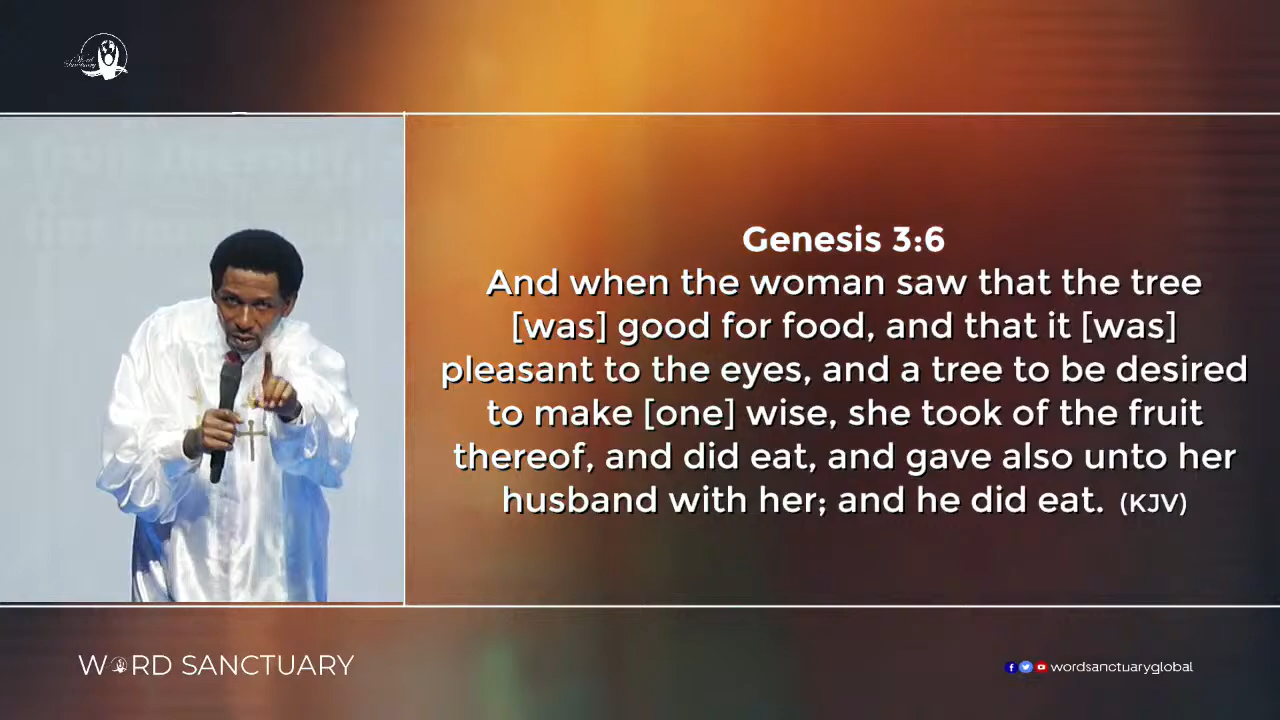 Word
Sanctuary
Genesis 3:6
And when the woman saw that the tree
[was] good for food, and that it [was]
pleasant to the eyes, and a tree to be desired
to make [one] wise, she took of the fruit
thereof, and did eat, and gave also unto her
husband with her; and he did eat. (KJV)
WORD SANCTUARY
wordsanctuaryglobal